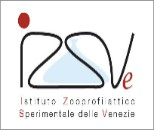 IZSVe
Istituto Zooprofilattico
Sperimentale delle Venezie